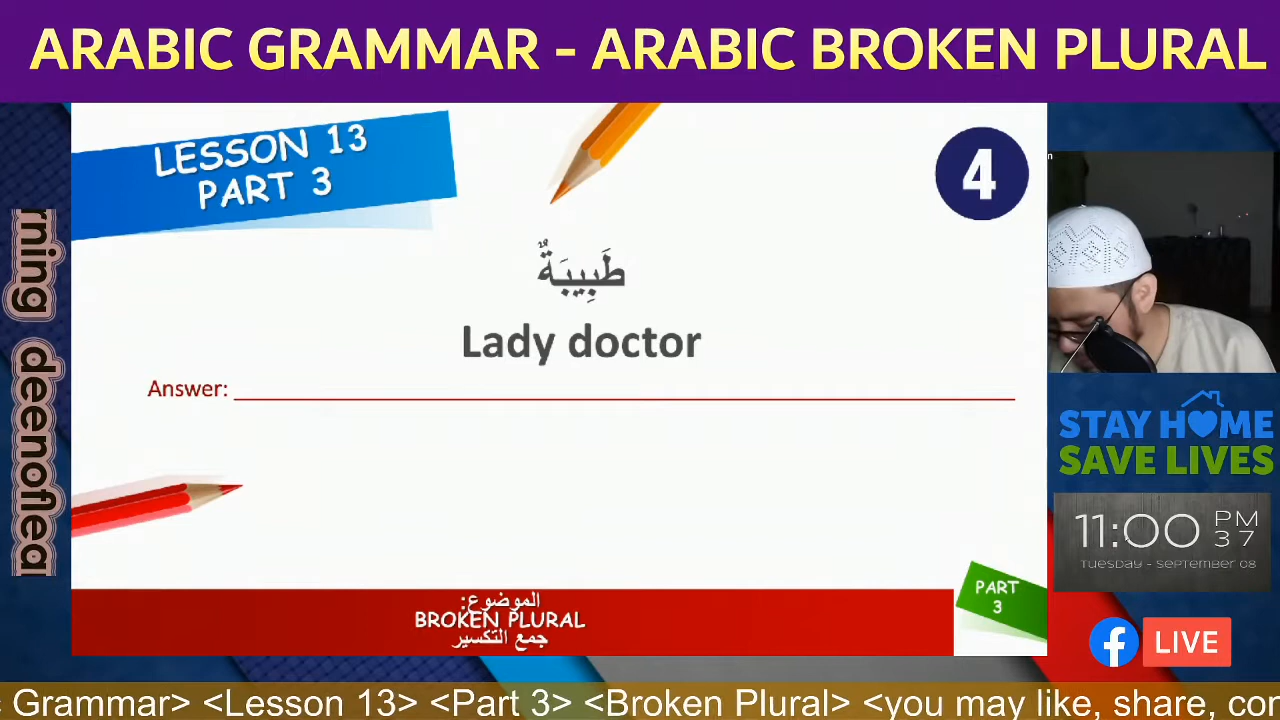 ARABIC GRAMMAR - ARABIC BROKEN PLURAL
LESSON 13
PART 3
4
n
طَبِيبَةٌ
Lady doctor
Answer:
rning deenoflea
STAY HOME
SAVE LIVES
11:00 PM
37
TUESDAY - SEPTEMBER 08
PART
3
الموضوع:
BROKEN PLURAL
جمع التكسير
f LIVE
c Grammar> <Lesson 13> <Part 3> <Broken Plural> <you may like, share, cor